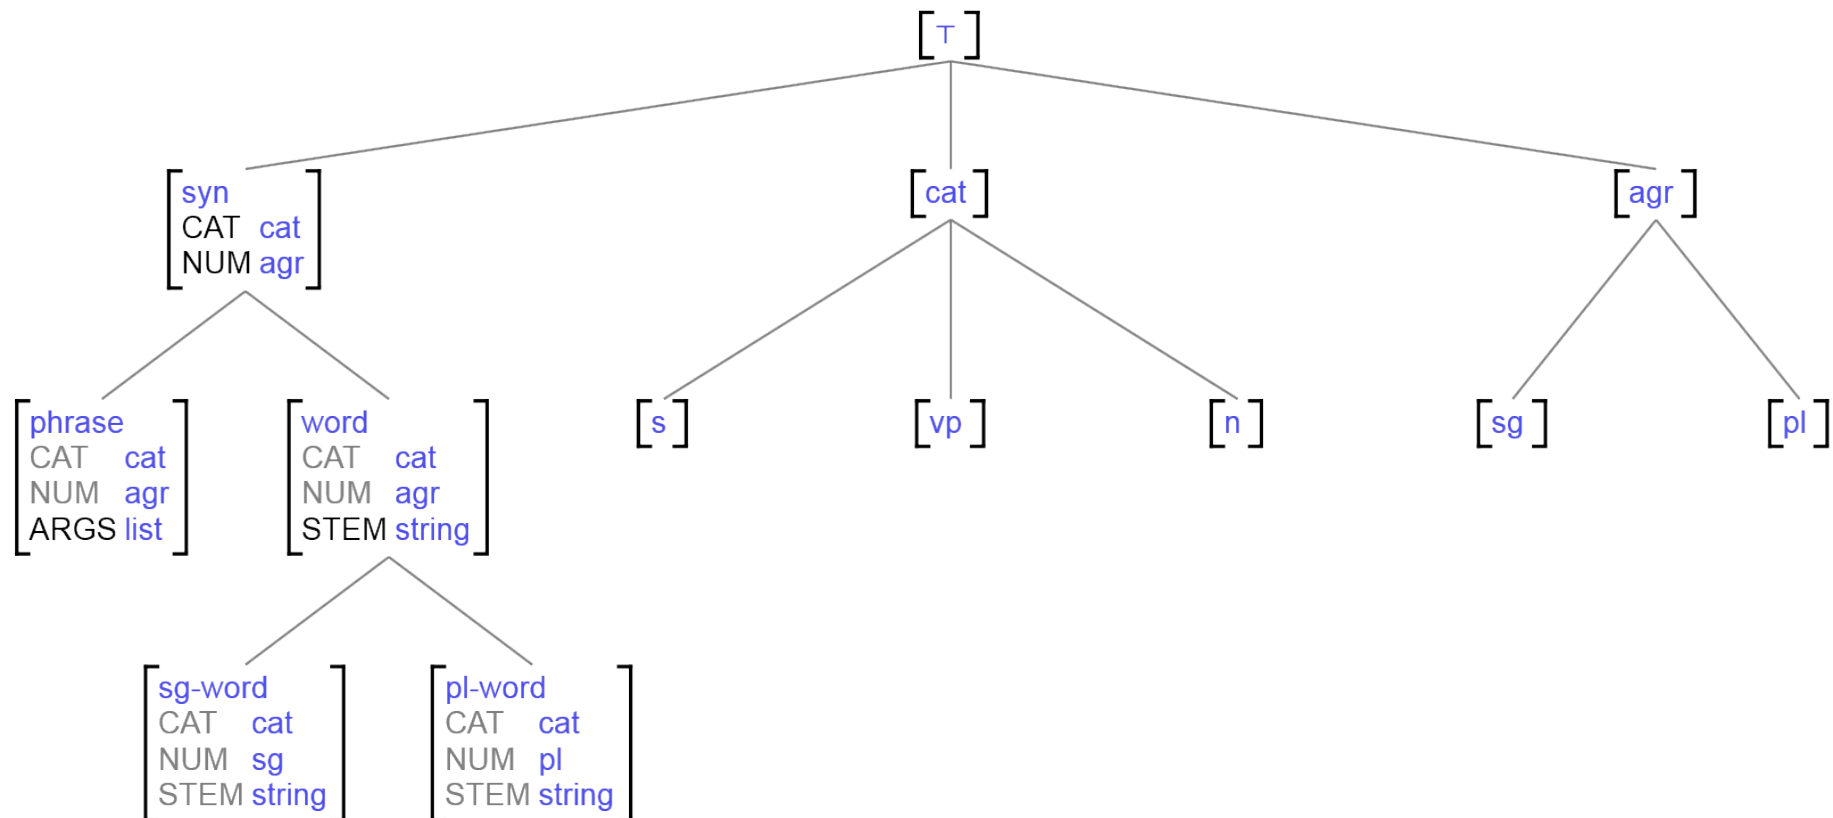 ⊤
syn
CAT cat
NUM agr
cat
agr
phrase
CAT cat
NUM agr
ARGS list
word
CAT cat
NUM agr
STEM string
s
vp
n
sg
pl
sg-word
CAT cat
NUM sg
STEM string
pl-word
CAT cat
NUM pl
STEM string